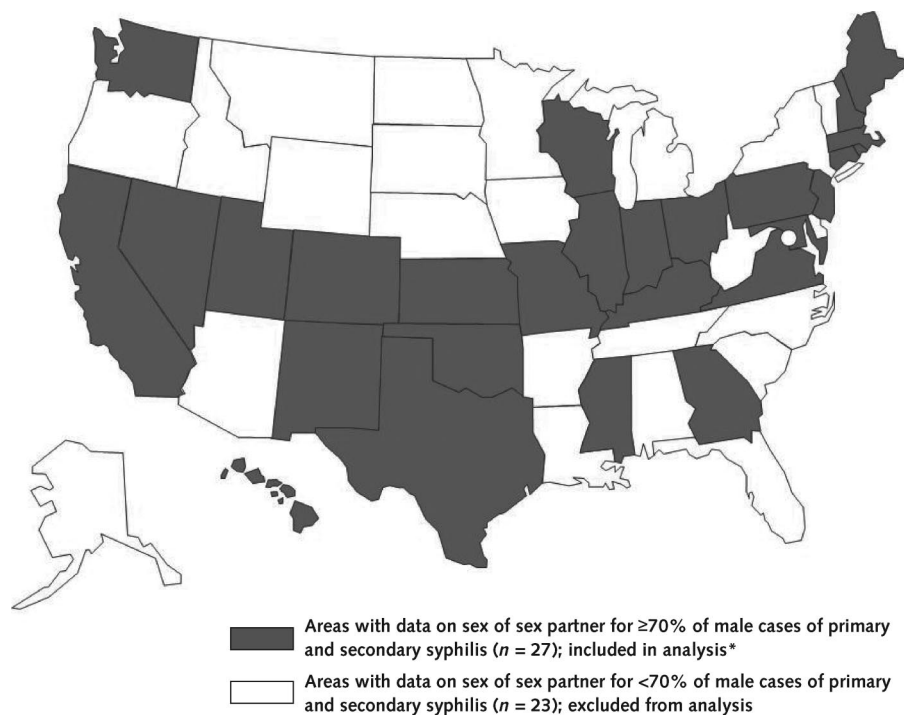 Areas with data on sex of sex partner for ≥70% of male cases of primary
and secondary syphilis (n = 27); included in analysis*
Areas with data on sex of sex partner for <70% of male cases of primary
and secondary syphilis (n = 23); excluded from analysis